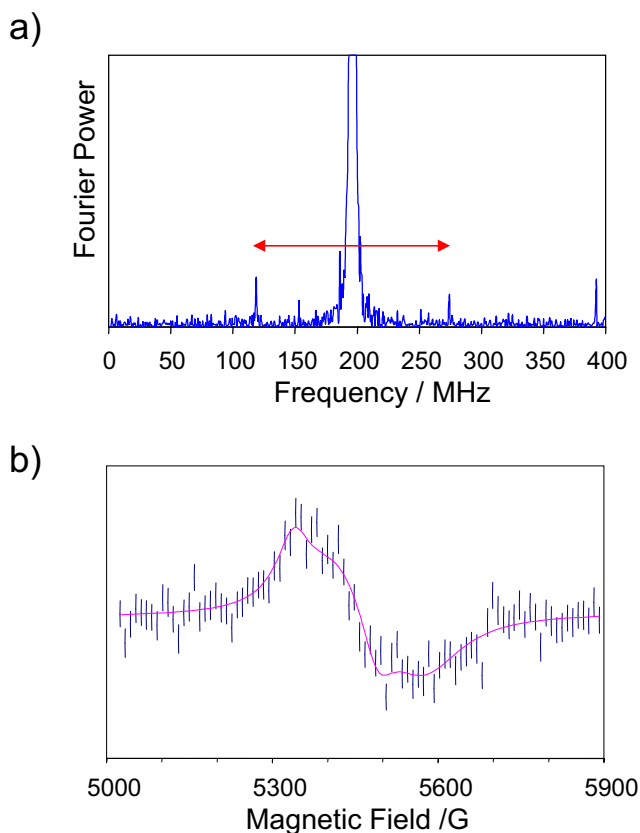 a)
Fourier Power
0 50 100 150 200 250 300 350 400
Frequency / MHz
b)
5000 5300 5600 5900
Magnetic Field /G